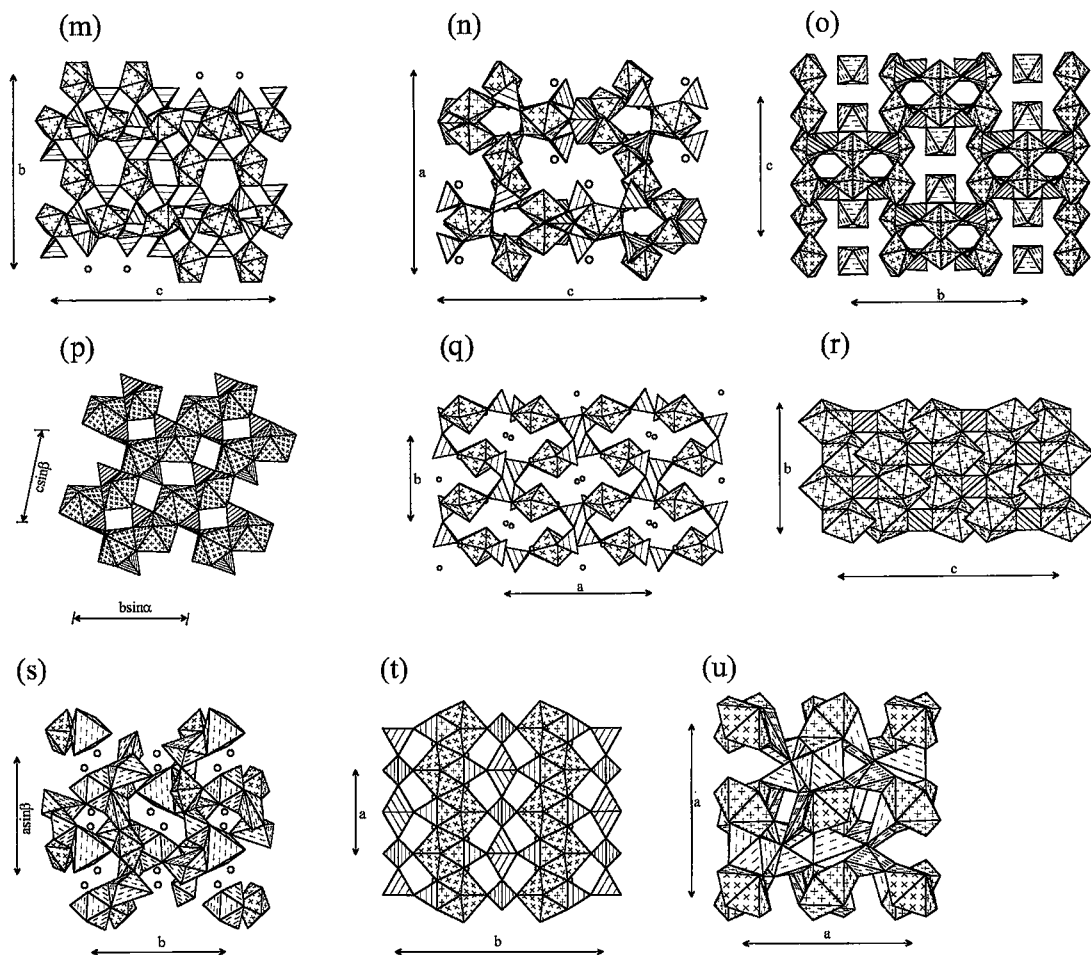 (m)
(n)
(o)
b
c
a
c
c
b
(p)
(q)
(r)
csinβ
bsinα
b
a
b
c
(s)
(t)
(u)
asinβ
b
a
b
a
a